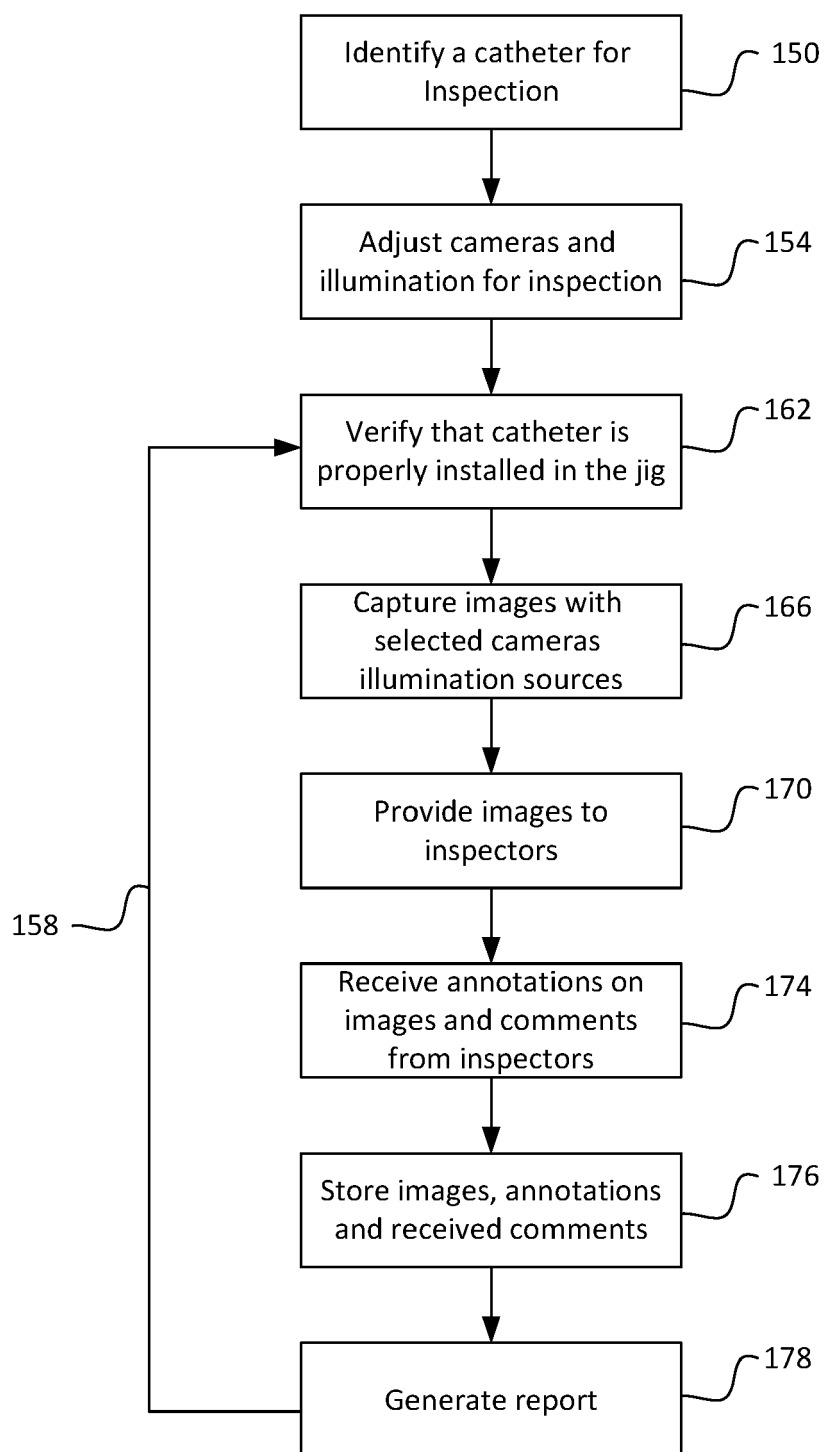 Identify a catheter for
Inspection
150
Adjust cameras and
illumination for inspection
154
Verify that catheter is
properly installed in the jig
162
Capture images with
selected cameras
illumination sources
166
Provide images to
inspectors
170
158
Receive annotations on
images and comments
from inspectors
174
Store images, annotations
and received comments
176
Generate report
178